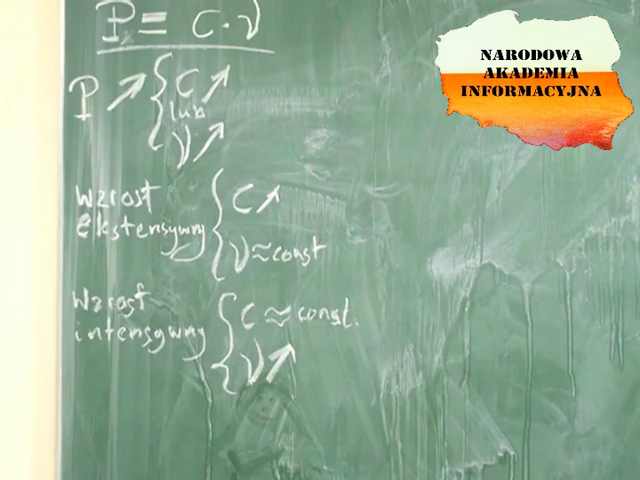 P = C · ν
P ↗ { C ↗
lub
ν ↗
Wzrost
ekstensywny
{ C ↗
ν ≈ const
Wzrost
intensywny
{ C ≈ const.
ν ↗
NARODOWA
AKADEMIA
INFORMACYJNA